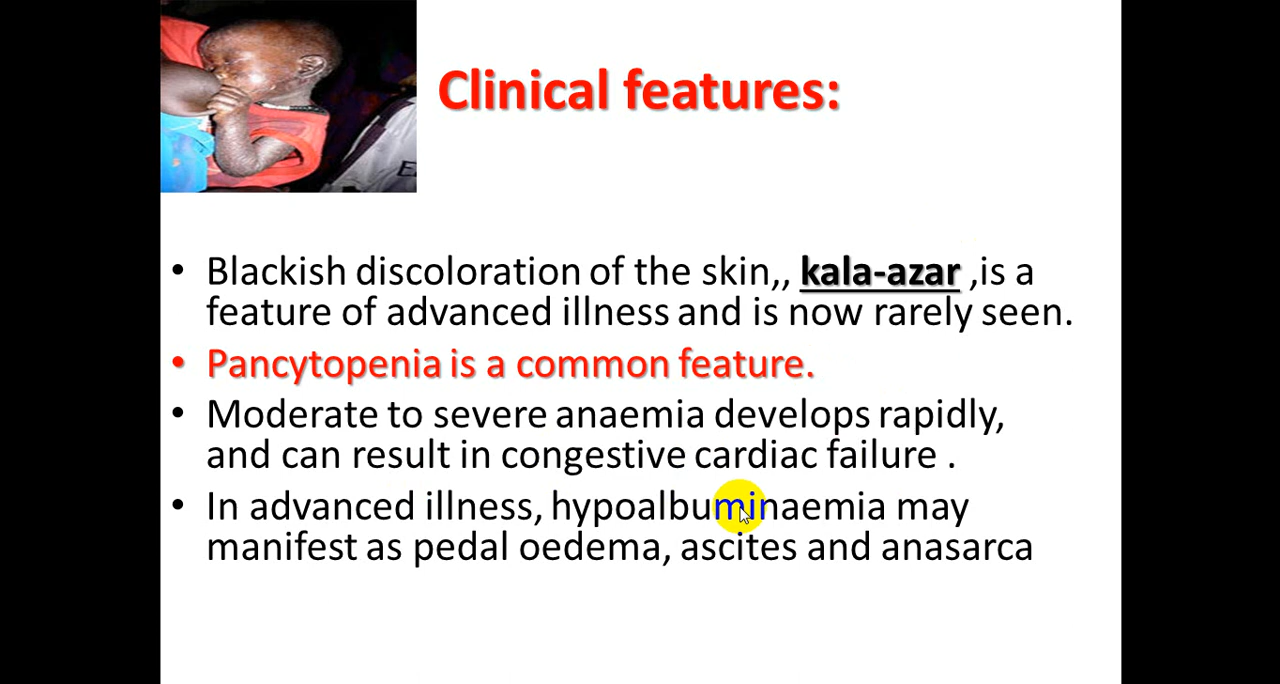 Clinical features:
• Blackish discoloration of the skin,, kala-azar ,is a
feature of advanced illness and is now rarely seen.
• Pancytopenia is a common feature.
• Moderate to severe anaemia develops rapidly,
and can result in congestive cardiac failure .
• In advanced illness, hypoalbuminaemia may
manifest as pedal oedema, ascites and anasarca